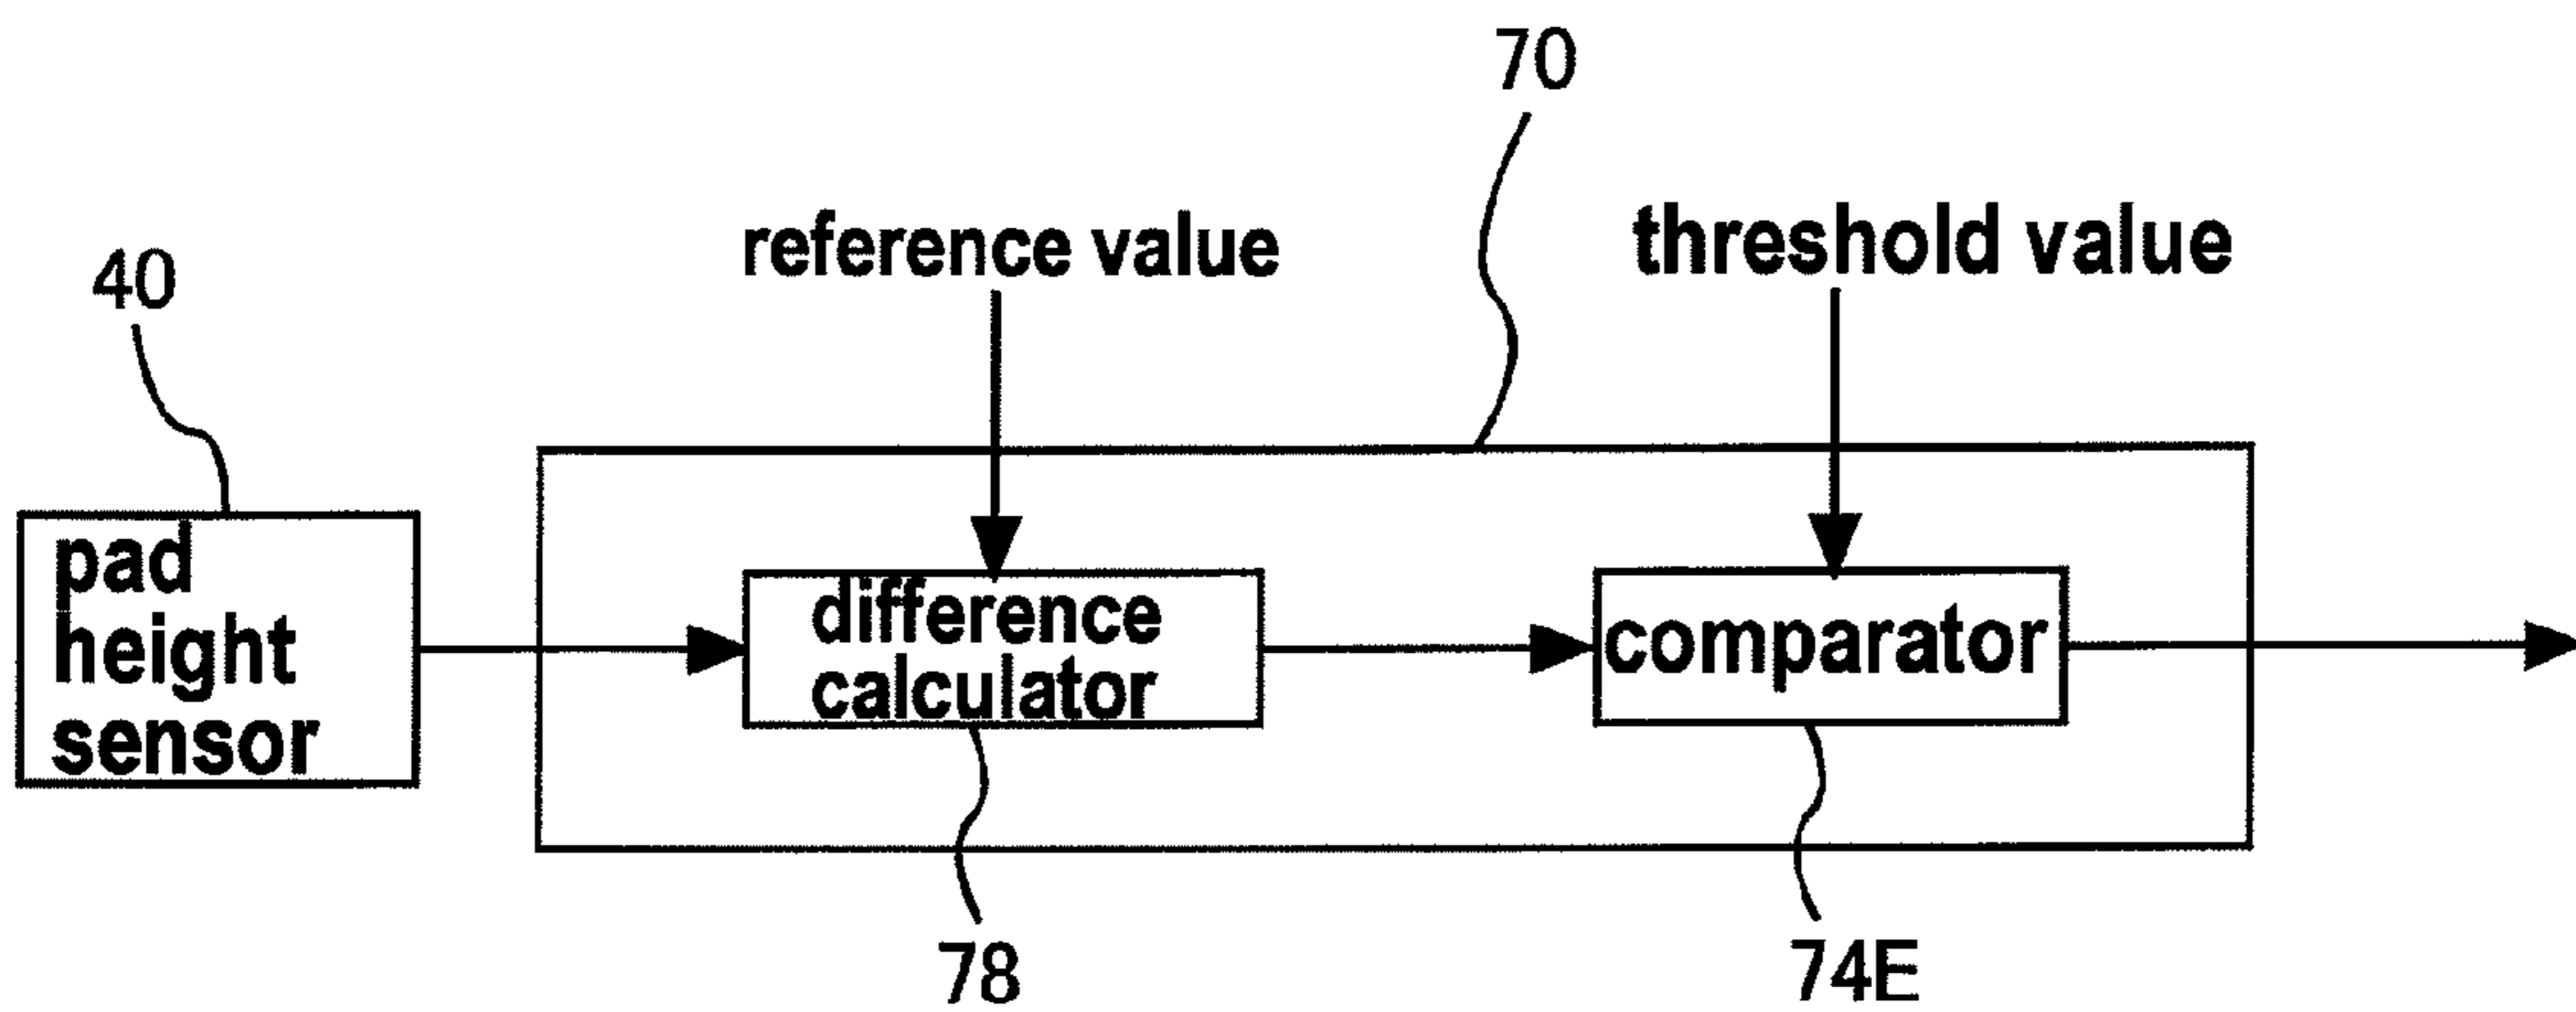 70
reference value
threshold value
40
pad
height
sensor
difference
calculator
comparator
78
74E